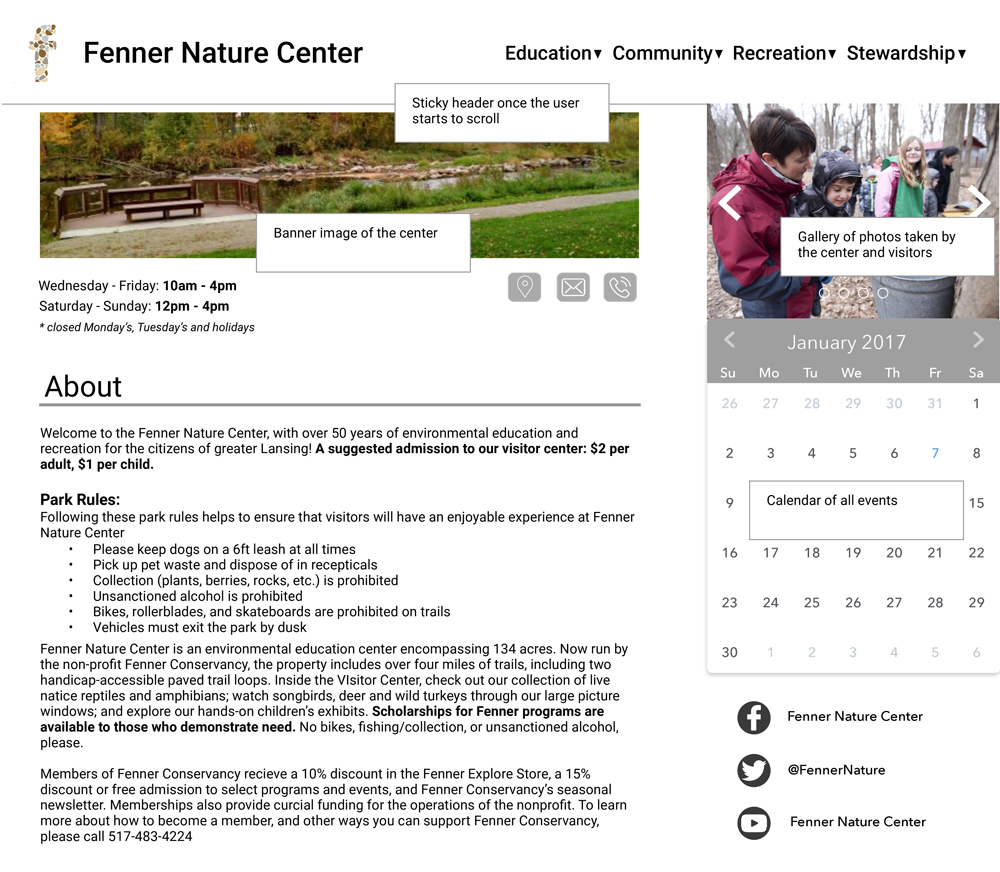 f Fenner Nature Center
Education▾ Community▾ Recreation▾ Stewardship▾
Sticky header once the user
starts to scroll
Banner image of the center
Gallery of photos taken by
the center and visitors
Wednesday - Friday: 10am - 4pm
Saturday - Sunday: 12pm - 4pm
* closed Monday's, Tuesday's and holidays
About
Welcome to the Fenner Nature Center, with over 50 years of environmental education and
recreation for the citizens of greater Lansing! A suggested admission to our visitor center: $2 per
adult, $1 per child.
Park Rules:
Following these park rules helps to ensure that visitors will have an enjoyable experience at Fenner
Nature Center
• Please keep dogs on a 6ft leash at all times
• Pick up pet waste and dispose of in recepticals
• Collection (plants, berries, rocks, etc.) is prohibited
• Unsanctioned alcohol is prohibited
• Bikes, rollerblades, and skateboards are prohibited on trails
• Vehicles must exit the park by dusk
Fenner Nature Center is an environmental education center encompassing 134 acres. Now run by
the non-profit Fenner Conservancy, the property includes over four miles of trails, including two
handicap-accessible paved trail loops. Inside the VIsitor Center, check out our collection of live
natice reptiles and amphibians; watch songbirds, deer and wild turkeys through our large picture
windows; and explore our hands-on children's exhibits. Scholarships for Fenner programs are
available to those who demonstrate need. No bikes, fishing/collection, or unsanctioned alcohol,
please.
Members of Fenner Conservancy recieve a 10% discount in the Fenner Explore Store, a 15%
discount or free admission to select programs and events, and Fenner Conservancy's seasonal
newsletter. Memberships also provide curcial funding for the operations of the nonprofit. To learn
more about how to become a member, and other ways you can support Fenner Conservancy,
please call 517-483-4224
January 2017
Su Mo Tu We Th Fr Sa
26 27 28 29 30 31 1
2 3 4 5 6 7 8
9 15
Calendar of all events
16 17 18 19 20 21 22
23 24 25 26 27 28 29
30 1 2 3 4 5 6
Fenner Nature Center
@FennerNature
Fenner Nature Center